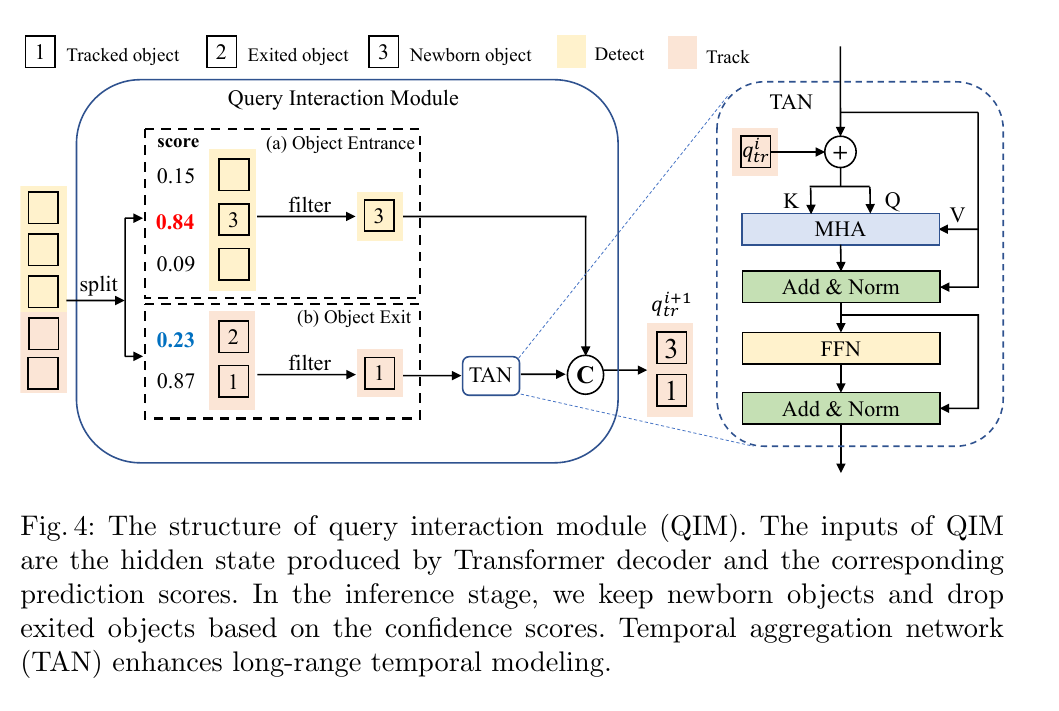 1 Tracked object 2 Exited object 3 Newborn object Detect Track
Query Interaction Module
score
(a) Object Entrance
0.15
0.84 3 filter 3
0.09
split
(b) Object Exit
0.23 2
0.87 1 filter 1
TAN
C
q_{tr}^{i+1}
3
1
TAN
q_{tr}^{i} +
K Q V
MHA
Add & Norm
FFN
Add & Norm
Fig. 4: The structure of query interaction module (QIM). The inputs of QIM
are the hidden state produced by Transformer decoder and the corresponding
prediction scores. In the inference stage, we keep newborn objects and drop
exited objects based on the confidence scores. Temporal aggregation network
(TAN) enhances long-range temporal modeling.